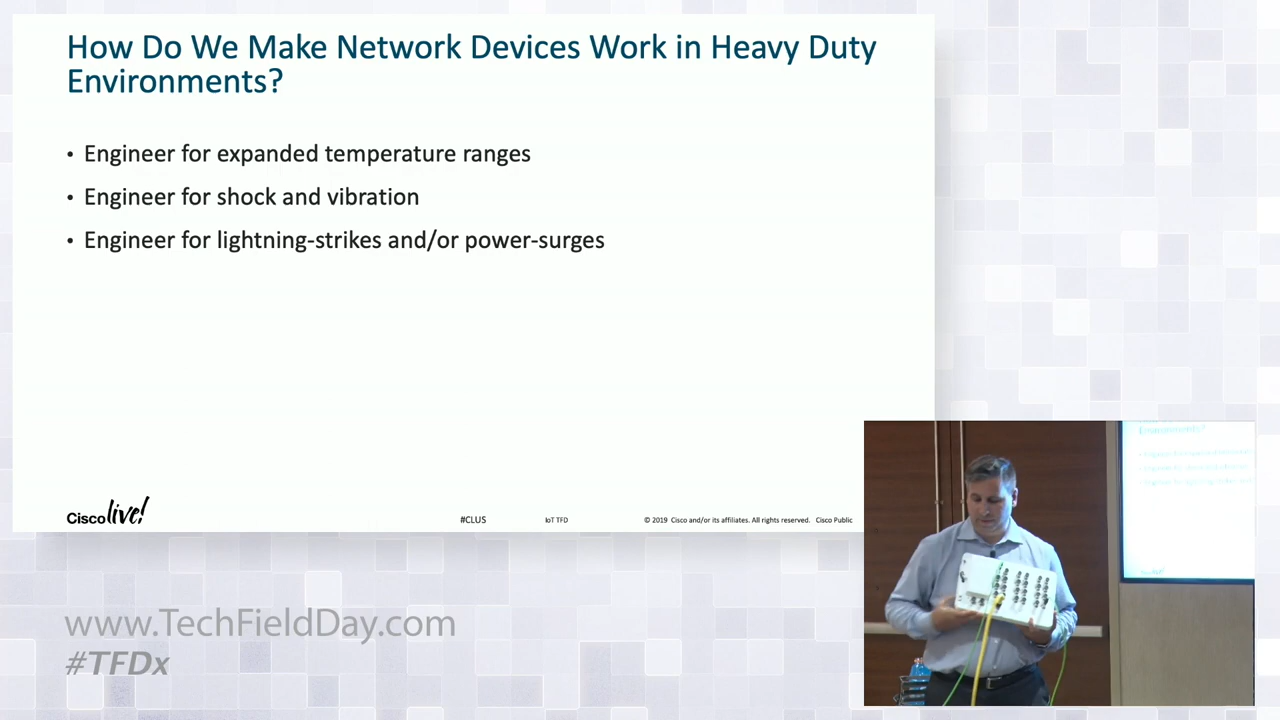 How Do We Make Network Devices Work in Heavy Duty
Environments?
• Engineer for expanded temperature ranges
• Engineer for shock and vibration
• Engineer for lightning-strikes and/or power-surges
Cisco live!
#CLUS
IoT TFD
© 2019 Cisco and/or its affiliates. All rights reserved. Cisco Public
www.TechFieldDay.com
#TFDx
Environments?